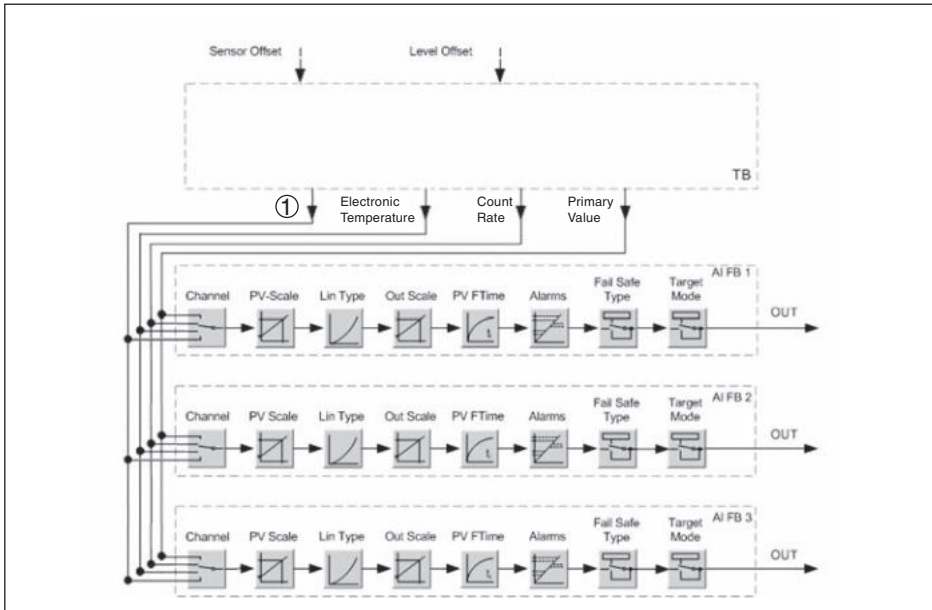 Sensor Offset
Level Offset
TB
①
Electronic
Temperature
Count
Rate
Primary
Value
AI FB 1
Channel
PV-Scale
Lin Type
Out Scale
PV FTime
Alarms
Fail Safe
Type
Target
Mode
OUT
t
AI FB 2
Channel
PV Scale
Lin Type
Out Scale
PV FTime
Alarms
Fail Safe
Type
Target
Mode
OUT
t
AI FB 3
Channel
PV Scale
Lin Type
Out Scale
PV FTime
Alarms
Fail Safe
Type
Target
Mode
OUT
t